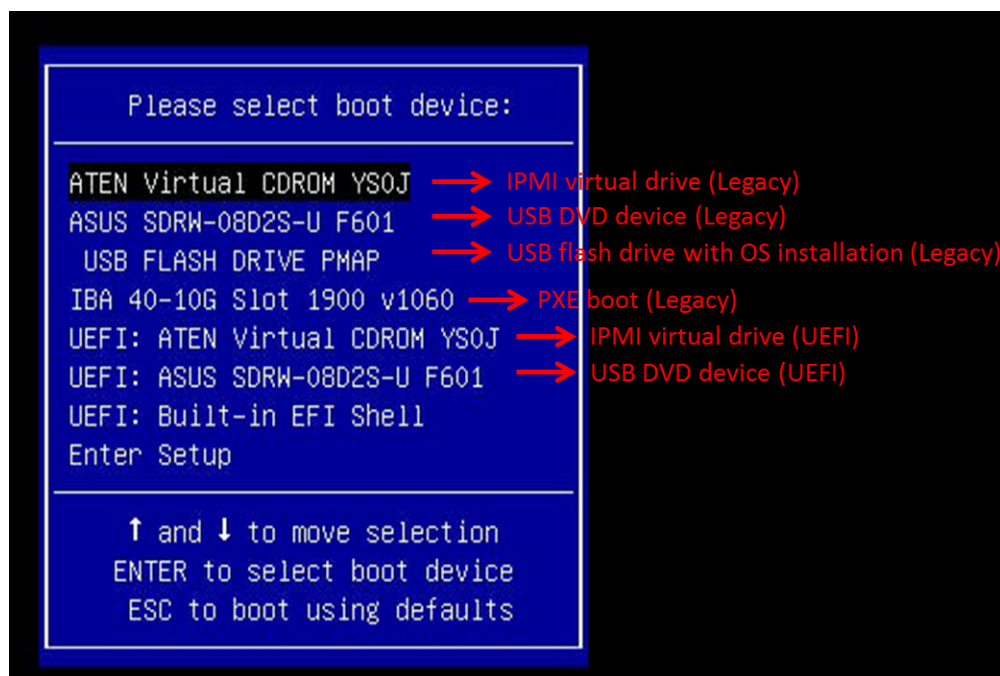 Please select boot device:
ATEN Virtual CDROM YS0J → IPMI virtual drive (Legacy)
ASUS SDRW-08D2S-U F601 → USB DVD device (Legacy)
USB FLASH DRIVE PMAP → USB flash drive with OS installation (Legacy)
IBA 40-10G Slot 1900 v1060 → PXE boot (Legacy)
UEFI: ATEN Virtual CDROM YS0J → IPMI virtual drive (UEFI)
UEFI: ASUS SDRW-08D2S-U F601 → USB DVD device (UEFI)
UEFI: Built-in EFI Shell
Enter Setup
↑ and ↓ to move selection
ENTER to select boot device
ESC to boot using defaults